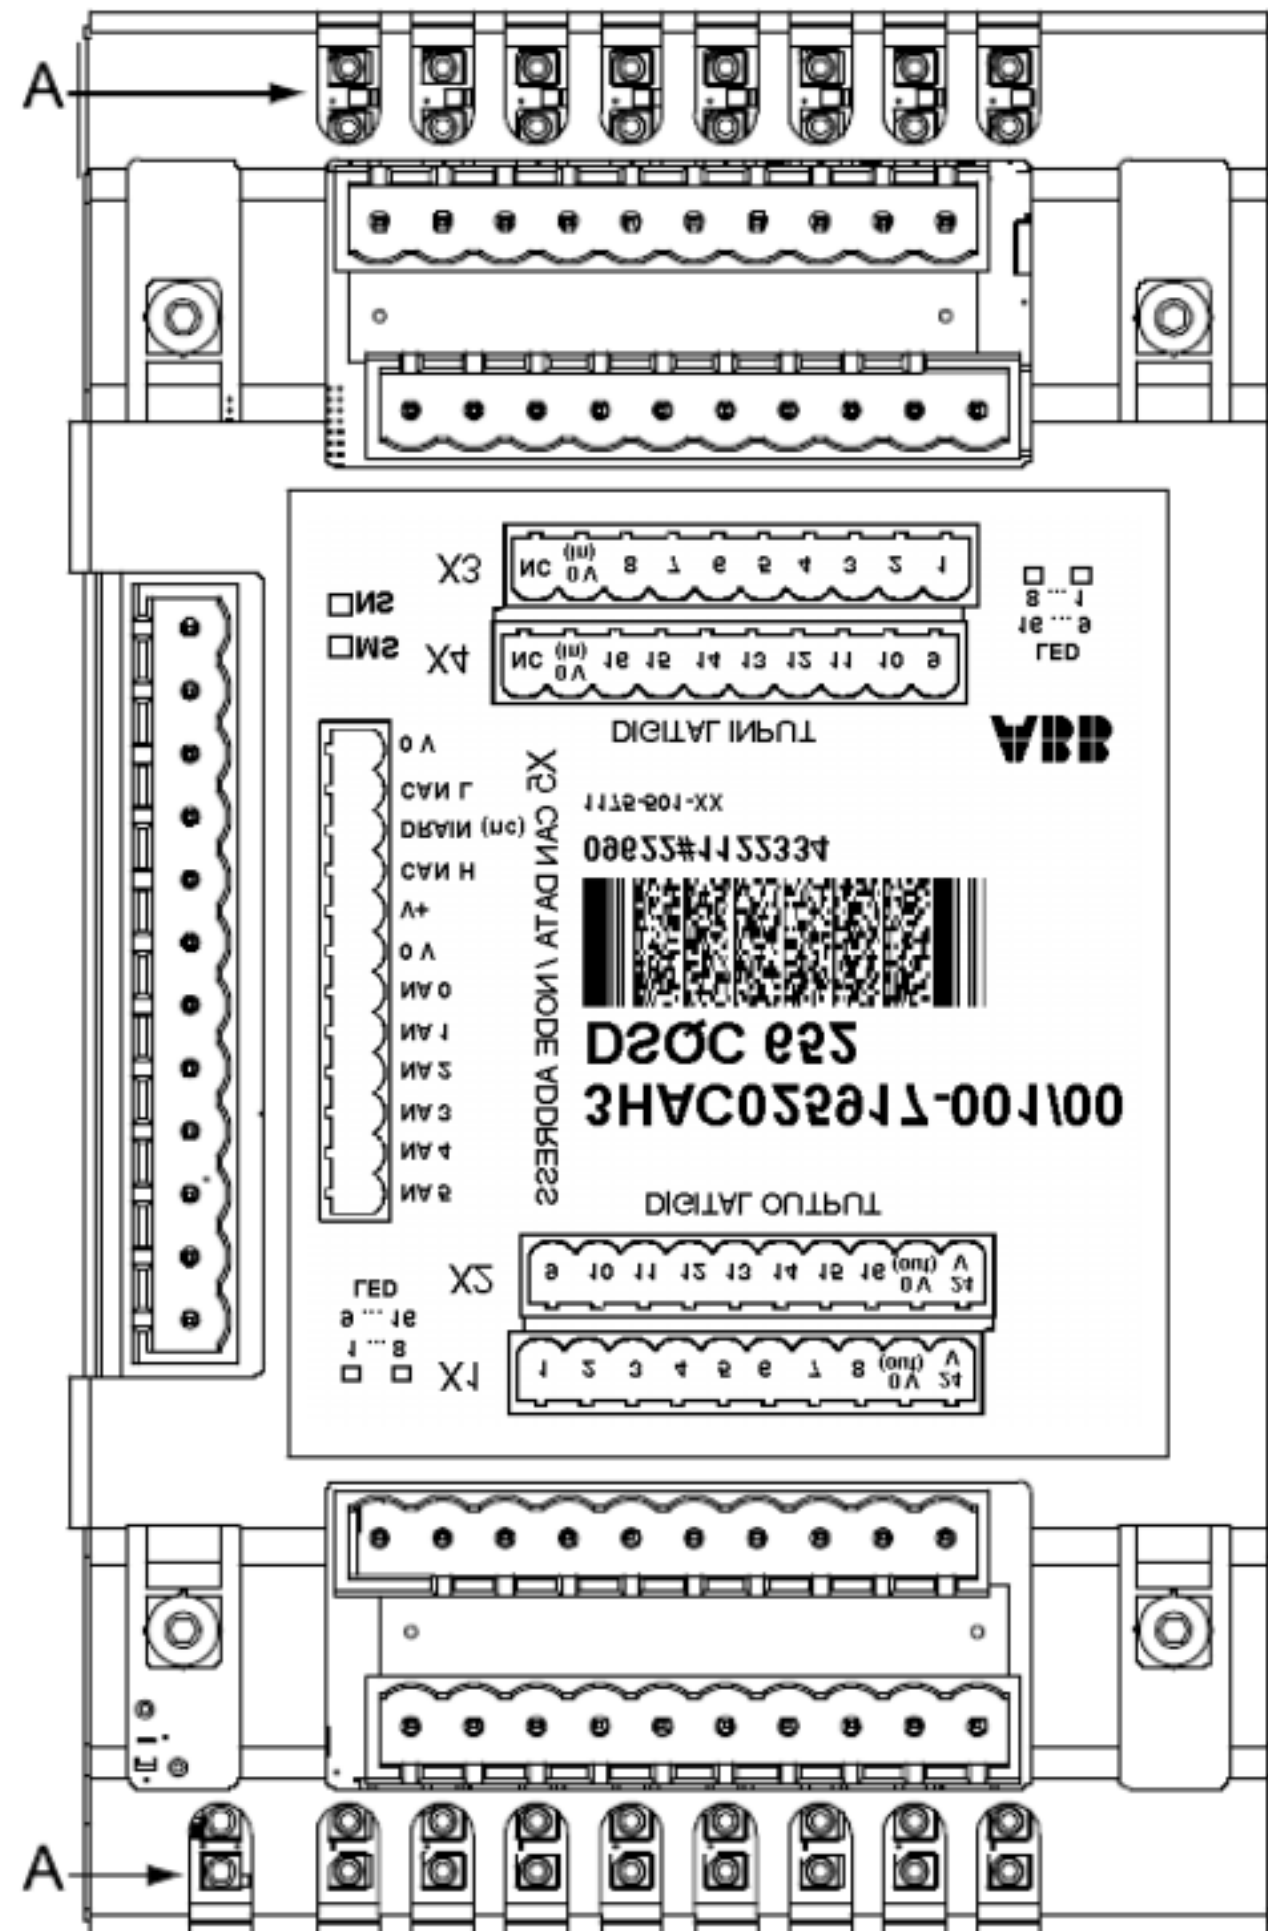 A
X3
NC 0 V (in) 8 7 6 5 4 3 2 1
X4
NC 0 V (in) 16 15 14 13 12 11 10 9
DIGITAL INPUT
NS
MS
8 ... 1
16 ... 9
LED
ABB
0 V
CAN L
DRAIN (nc)
CAN H
V+
0 V
NA 0
NA 1
NA 2
NA 3
NA 4
NA 5
X5 CAN DATA / NODE ADDRESS
1175-501-XX
09622#1122334
DSQC 652
3HAC025917-001/00
DIGITAL OUTPUT
X2
9 10 11 12 13 14 15 16 0 V (out) 24 V
LED
9 ... 16
1 ... 8
X1
1 2 3 4 5 6 7 8 0 V (out) 24 V
A